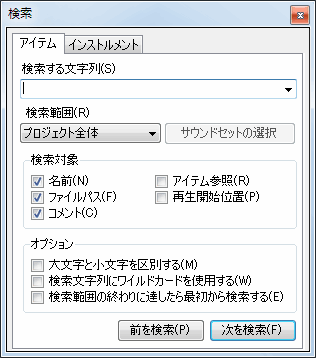 検索
アイテム インストルメント
検索する文字列(S)
検索範囲(R)
プロジェクト全体 サウンドセットの選択
検索対象
名前(N) アイテム参照(R)
ファイルパス(F) 再生開始位置(P)
コメント(C)
オプション
大文字と小文字を区別する(M)
検索文字列にワイルドカードを使用する(W)
検索範囲の終わりに達したら最初から検索する(E)
前を検索(P) 次を検索(F)